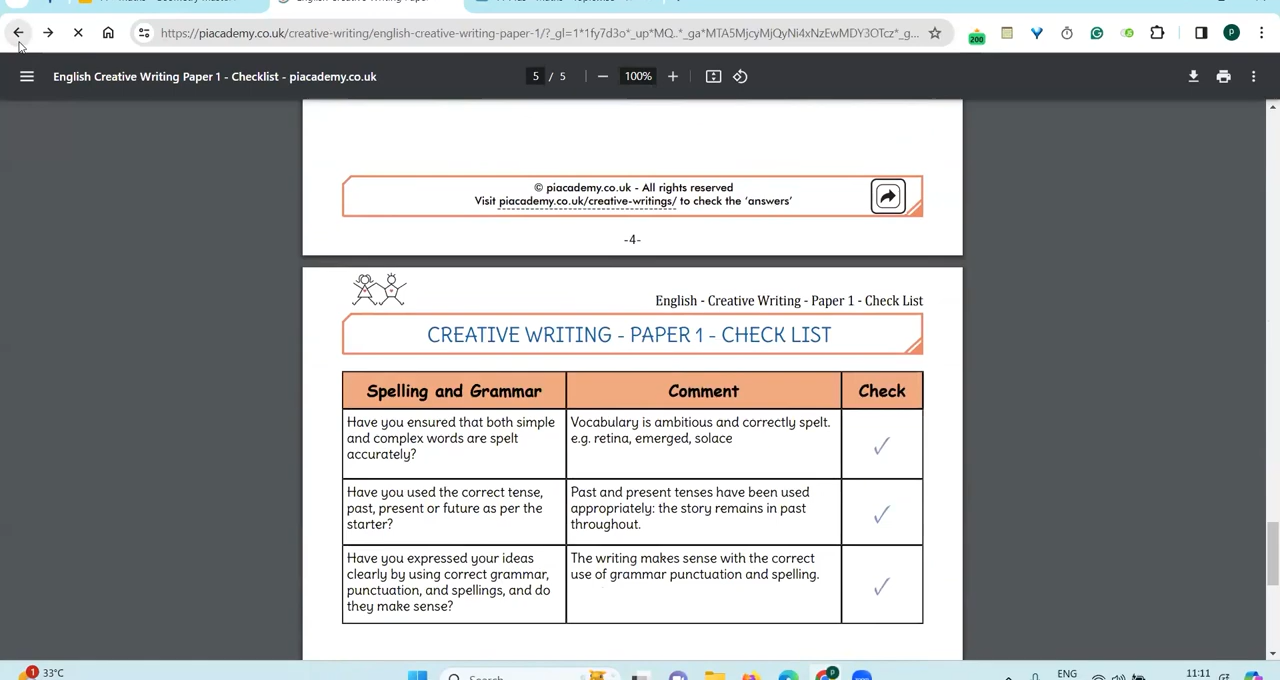 https://piacademy.co.uk/creative-writing/english-creative-writing-paper-1/?_gl=1*1fy7d3o*_up*MQ..*_ga*MTA5MjcyMjQyNi4xNzEwMDY3OTcz*_g...
200
P
English Creative Writing Paper 1 - Checklist - piacademy.co.uk
5 / 5
100%
© piacademy.co.uk - All rights reserved
Visit piacademy.co.uk/creative-writings/ to check the 'answers'
-4-
English - Creative Writing - Paper 1 - Check List
CREATIVE WRITING - PAPER 1 - CHECK LIST
Spelling and Grammar Comment Check
Have you ensured that both simple
and complex words are spelt
accurately?
Vocabulary is ambitious and correctly spelt.
e.g. retina, emerged, solace
✓
Have you used the correct tense,
past, present or future as per the
starter?
Past and present tenses have been used
appropriately: the story remains in past
throughout.
✓
Have you expressed your ideas
clearly by using correct grammar,
punctuation, and spellings, and do
they make sense?
The writing makes sense with the correct
use of grammar punctuation and spelling.
✓
1
33°C
Search
ENG
11:11